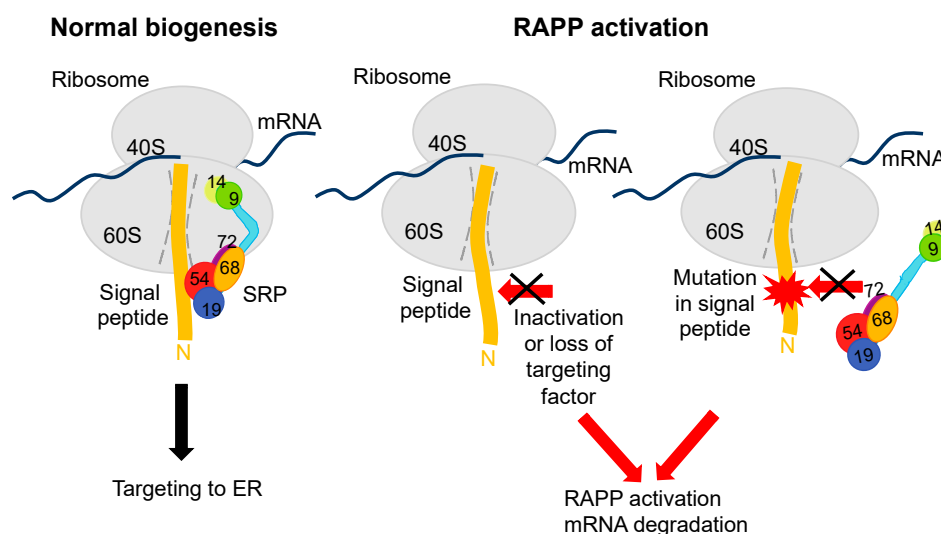 Normal biogenesis
RAPP activation
Ribosome
mRNA
40S
14
9
60S
72
68
54
19
SRP
Signal
peptide
N
Targeting to ER
Ribosome
40S
mRNA
60S
Signal
peptide
N
Inactivation
or loss of
targeting
factor
Ribosome
40S
mRNA
60S
14
9
Mutation
in signal
peptide
72
68
54
19
N
RAPP activation
mRNA degradation